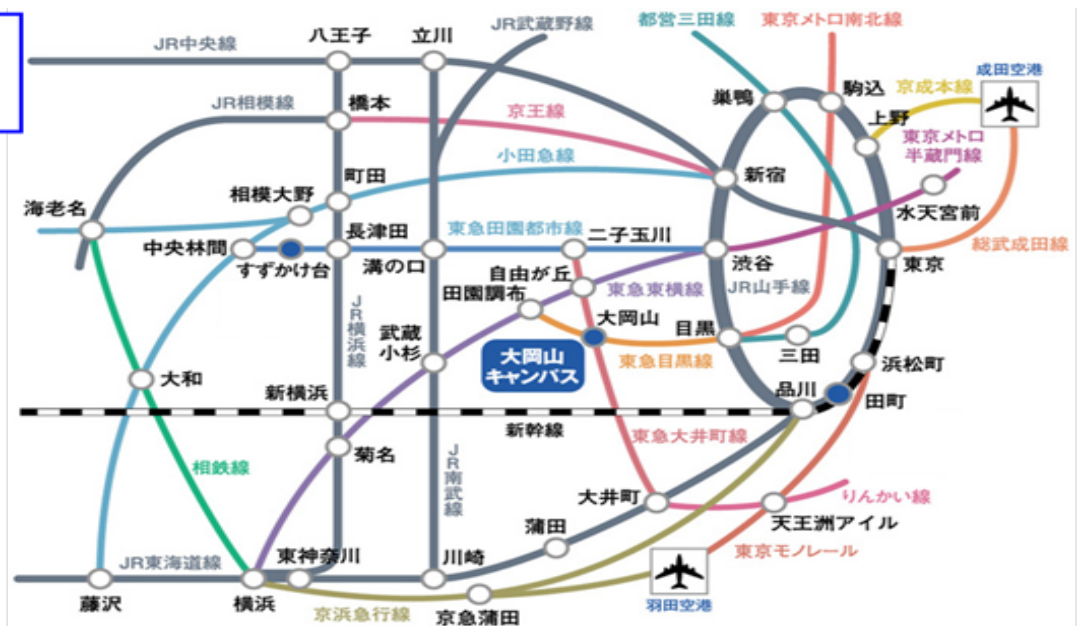 都営三田線
東京メトロ南北線
JR武蔵野線
八王子
立川
JR中央線
成田空港
京成本線
駒込
巣鴨
上野
JR相模線
橋本
京王線
東京メトロ
半蔵門線
小田急線
町田
新宿
相模大野
水天宮前
海老名
中央林間
すずかけ台
長津田
溝の口
東急田園都市線
二子玉川
渋谷
東京
総武成田線
自由が丘
田園調布
東急東横線
JR山手線
JR横浜線
武蔵
小杉
大岡山
目黒
三田
大岡山
キャンパス
東急目黒線
浜松町
大和
新横浜
品川
田町
新幹線
東急大井町線
菊名
相鉄線
JR南武線
大井町
りんかい線
天王洲アイル
蒲田
東京モノレール
JR東海道線
東神奈川
川崎
藤沢
横浜
京浜急行線
京急蒲田
羽田空港